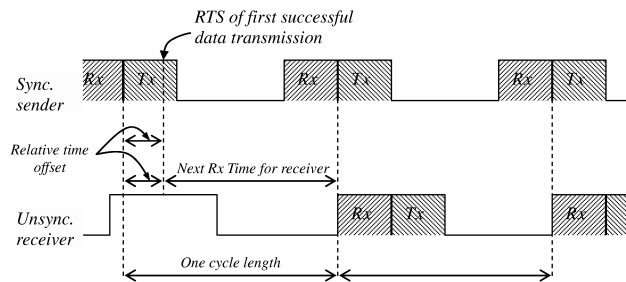 RTS of first successful
data transmission
Rx Tx Rx Tx Rx Tx
Sync.
sender
Relative time
offset
Next Rx Time for receiver
Unsync.
receiver
Rx Tx Rx
One cycle length